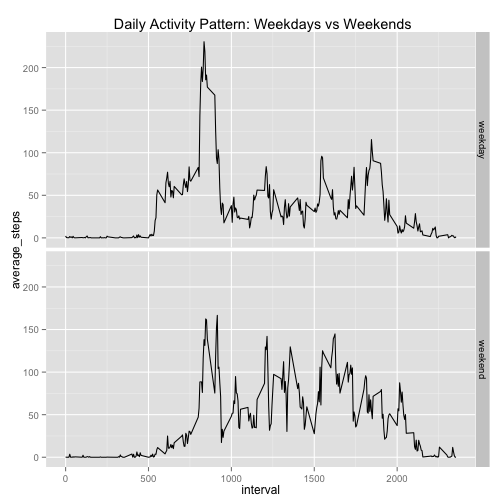 Daily Activity Pattern: Weekdays vs Weekends
200
150
100
50
0
weekday
average_steps
200
150
100
50
0
weekend
0 500 1000 1500 2000
interval